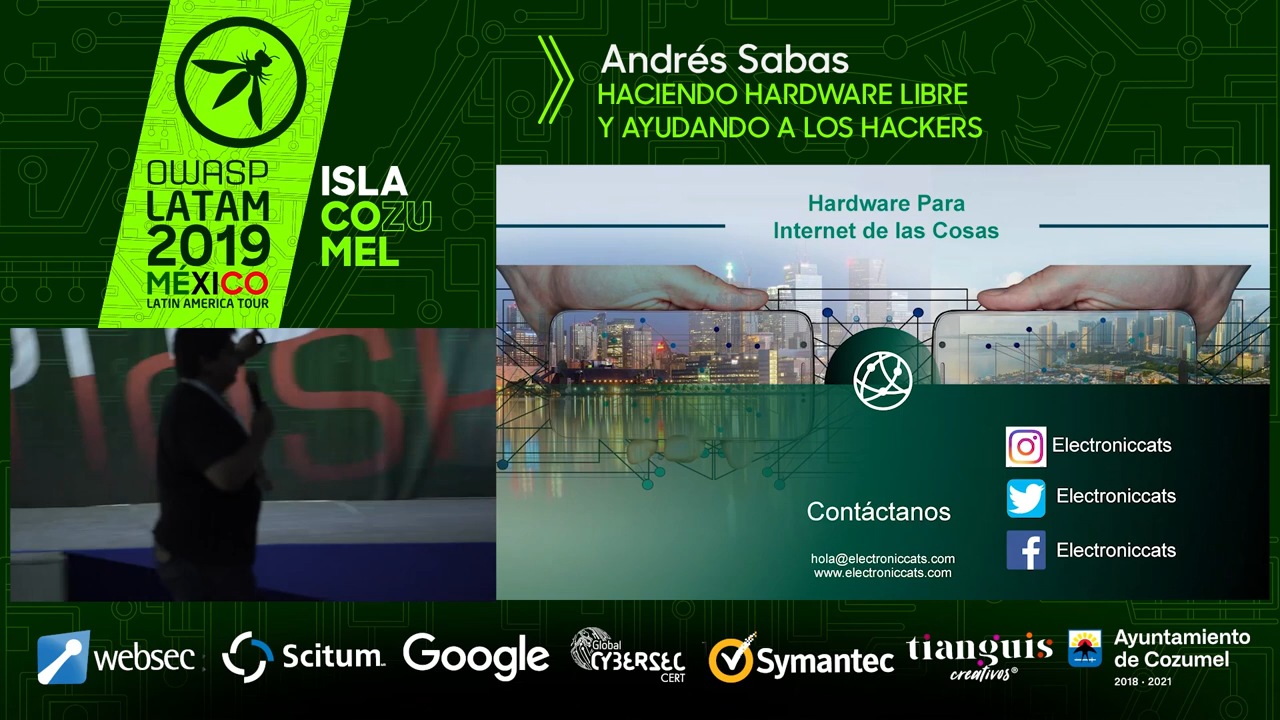 OWASP
LATAM
2019
MÉXICO
LATIN AMERICA TOUR
ISLA
COZU
MEL
Andrés Sabas
HACIENDO HARDWARE LIBRE
Y AYUDANDO A LOS HACKERS
Hardware Para
Internet de las Cosas
Electroniccats
Electroniccats
Electroniccats
Contáctanos
hola@electroniccats.com
www.electroniccats.com
websec
Scitum
Google
Global
CYBERSEC
CERT
Symantec
tianguis
creativos®
Ayuntamiento
de Cozumel
2018 · 2021